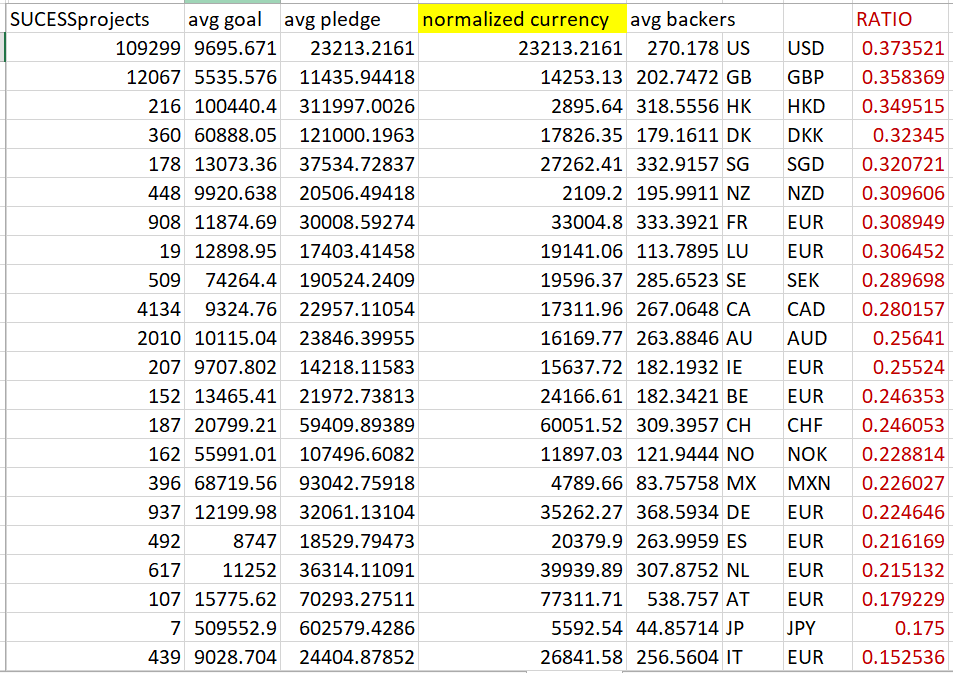 SUCESSprojects avg goal avg pledge normalized currency avg backers RATIO
109299 9695.671 23213.2161 23213.2161 270.178 US USD 0.373521
12067 5535.576 11435.94418 14253.13 202.7472 GB GBP 0.358369
216 100440.4 311997.0026 2895.64 318.5556 HK HKD 0.349515
360 60888.05 121000.1963 17826.35 179.1611 DK DKK 0.32345
178 13073.36 37534.72837 27262.41 332.9157 SG SGD 0.320721
448 9920.638 20506.49418 2109.2 195.9911 NZ NZD 0.309606
908 11874.69 30008.59274 33004.8 333.3921 FR EUR 0.308949
19 12898.95 17403.41458 19141.06 113.7895 LU EUR 0.306452
509 74264.4 190524.2409 19596.37 285.6523 SE SEK 0.289698
4134 9324.76 22957.11054 17311.96 267.0648 CA CAD 0.280157
2010 10115.04 23846.39955 16169.77 263.8846 AU AUD 0.25641
207 9707.802 14218.11583 15637.72 182.1932 IE EUR 0.25524
152 13465.41 21972.73813 24166.61 182.3421 BE EUR 0.246353
187 20799.21 59409.89389 60051.52 309.3957 CH CHF 0.246053
162 55991.01 107496.6082 11897.03 121.9444 NO NOK 0.228814
396 68719.56 93042.75918 4789.66 83.75758 MX MXN 0.226027
937 12199.98 32061.13104 35262.27 368.5934 DE EUR 0.224646
492 8747 18529.79473 20379.9 263.9959 ES EUR 0.216169
617 11252 36314.11091 39939.89 307.8752 NL EUR 0.215132
107 15775.62 70293.27511 77311.71 538.757 AT EUR 0.179229
7 509552.9 602579.4286 5592.54 44.85714 JP JPY 0.175
439 9028.704 24404.87852 26841.58 256.5604 IT EUR 0.152536